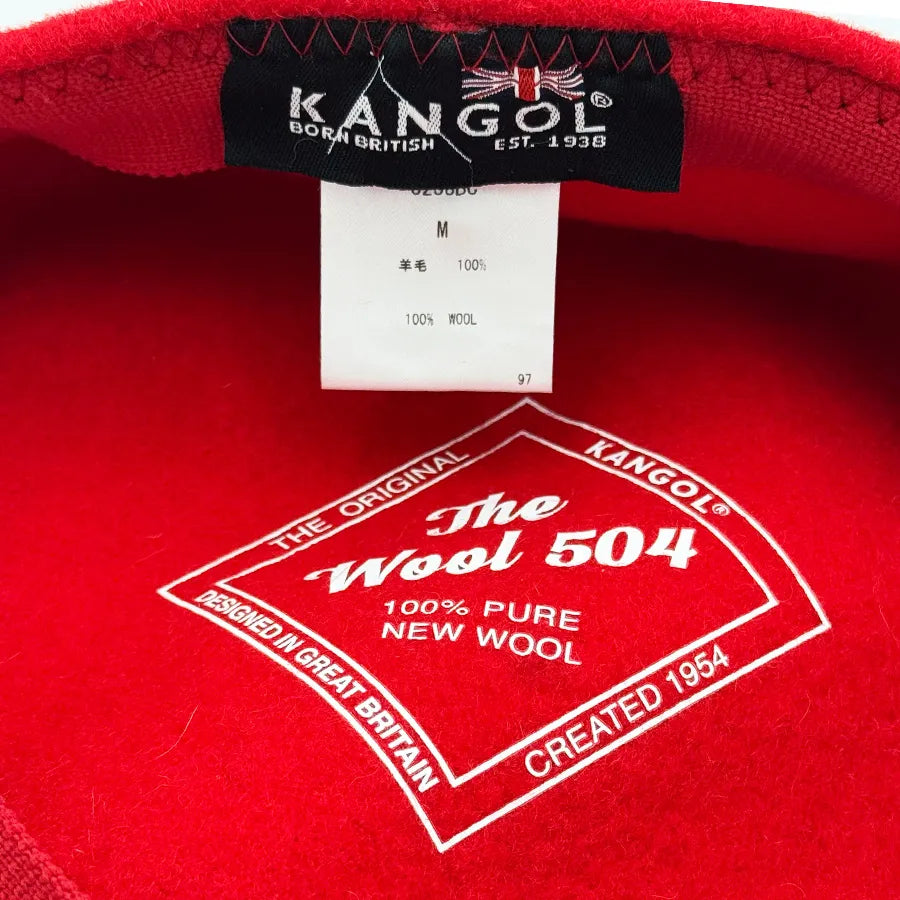 KANGOL®
BORN BRITISH EST. 1938
M
羊毛 100%
100% WOOL
97
THE ORIGINAL
KANGOL®
The
Wool 504
100% PURE
NEW WOOL
DESIGNED IN GREAT BRITAIN
CREATED 1954